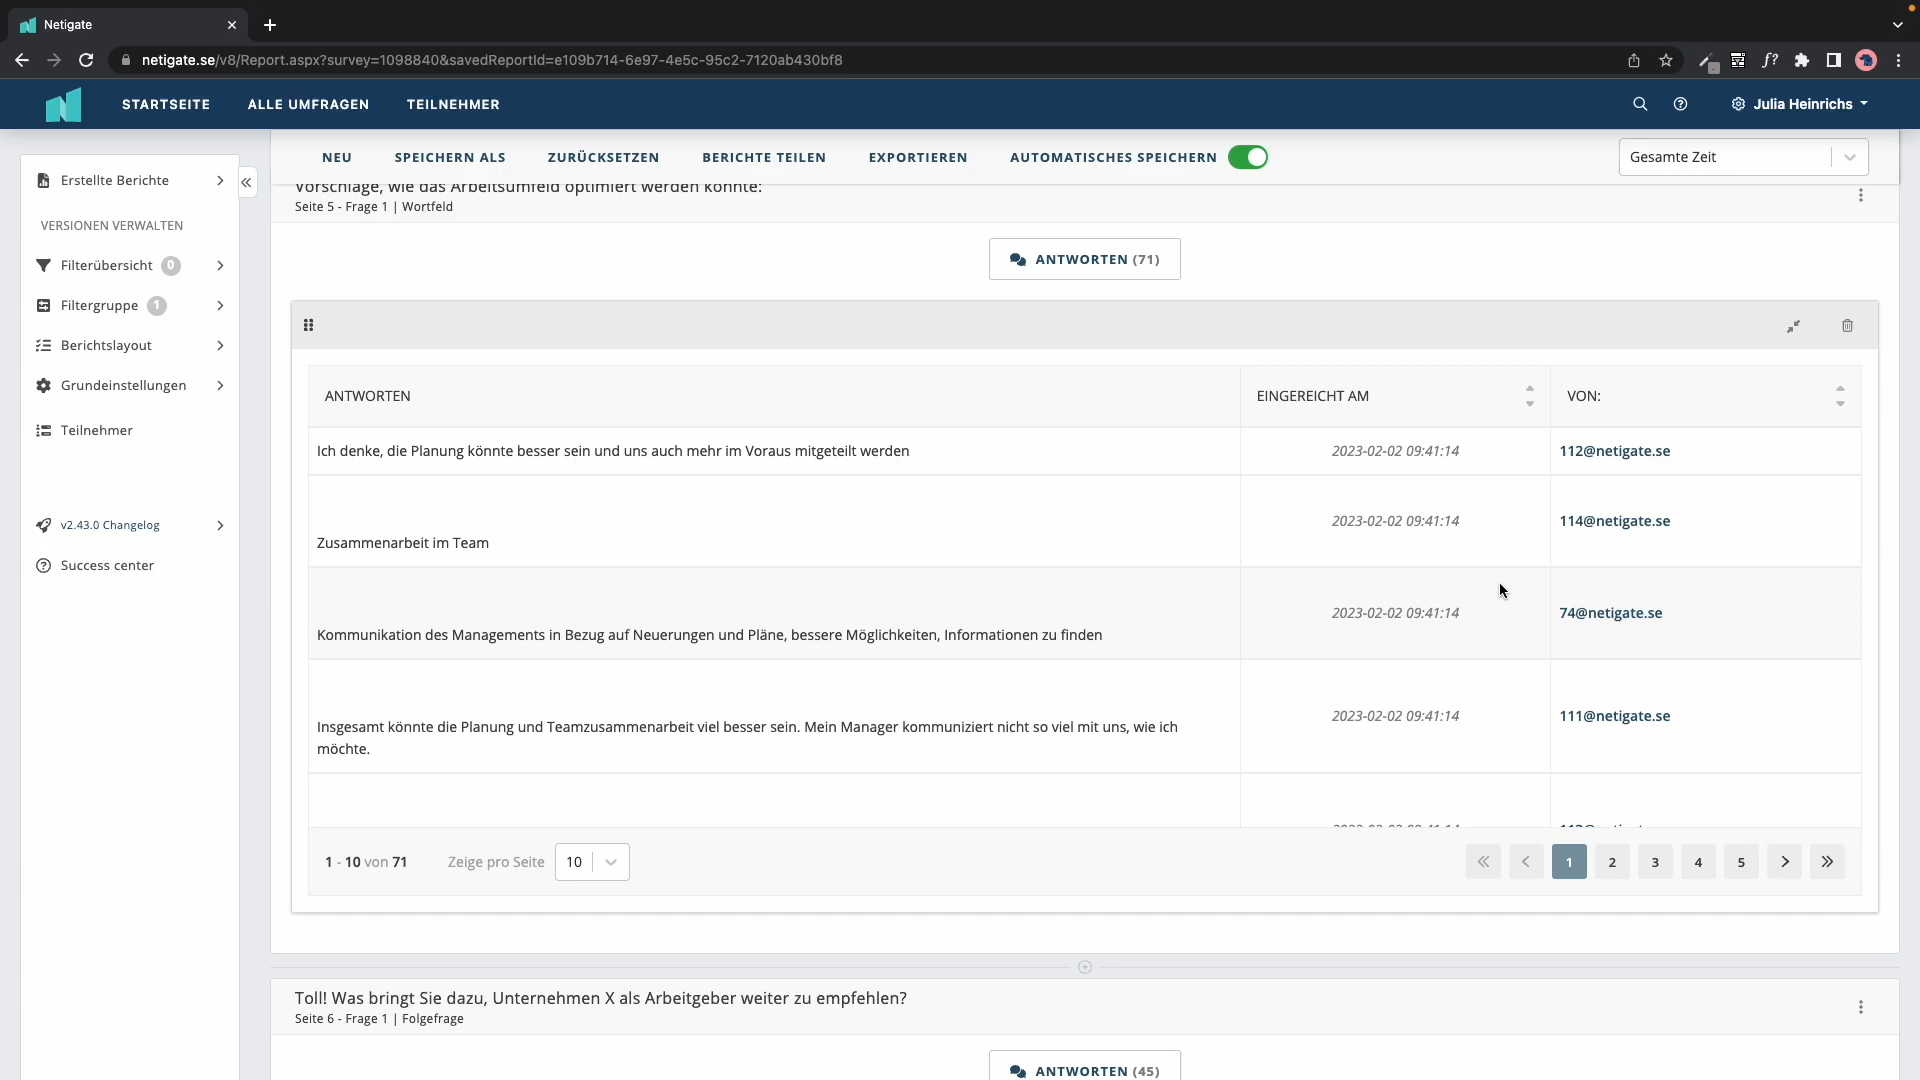 Netigate
netigate.se/v8/Report.aspx?survey=1098840&savedReportId=e109b714-6e97-4e5c-95c2-7120ab430bf8
STARTSEITE ALLE UMFRAGEN TEILNEHMER Julia Heinrichs
NEU SPEICHERN ALS ZURÜCKSETZEN BERICHTE TEILEN EXPORTIEREN AUTOMATISCHES SPEICHERN Gesamte Zeit
Erstellte Berichte
VERSIONEN VERWALTEN
Filterübersicht 0
Filtergruppe 1
Berichtslayout
Grundeinstellungen
Teilnehmer
v2.43.0 Changelog
Success center
Vorschläge, wie das Arbeitsumfeld optimiert werden könnte:
Seite 5 - Frage 1 | Wortfeld
ANTWORTEN (71)
ANTWORTEN EINGEREICHT AM VON:
Ich denke, die Planung könnte besser sein und uns auch mehr im Voraus mitgeteilt werden 2023-02-02 09:41:14 112@netigate.se
Zusammenarbeit im Team 2023-02-02 09:41:14 114@netigate.se
Kommunikation des Managements in Bezug auf Neuerungen und Pläne, bessere Möglichkeiten, Informationen zu finden 2023-02-02 09:41:14 74@netigate.se
Insgesamt könnte die Planung und Teamzusammenarbeit viel besser sein. Mein Manager kommuniziert nicht so viel mit uns, wie ich
möchte. 2023-02-02 09:41:14 111@netigate.se
1 - 10 von 71 Zeige pro Seite 10 1 2 3 4 5
Toll! Was bringt Sie dazu, Unternehmen X als Arbeitgeber weiter zu empfehlen?
Seite 6 - Frage 1 | Folgefrage
ANTWORTEN (45)